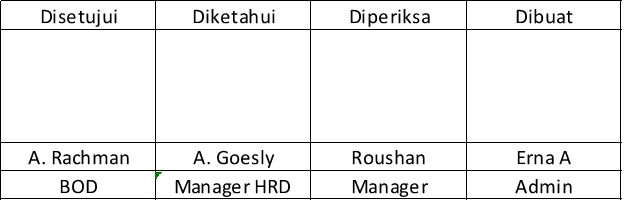 Disetujui Diketahui Diperiksa Dibuat
A. Rachman A. Goesly Roushan Erna A
BOD Manager HRD Manager Admin